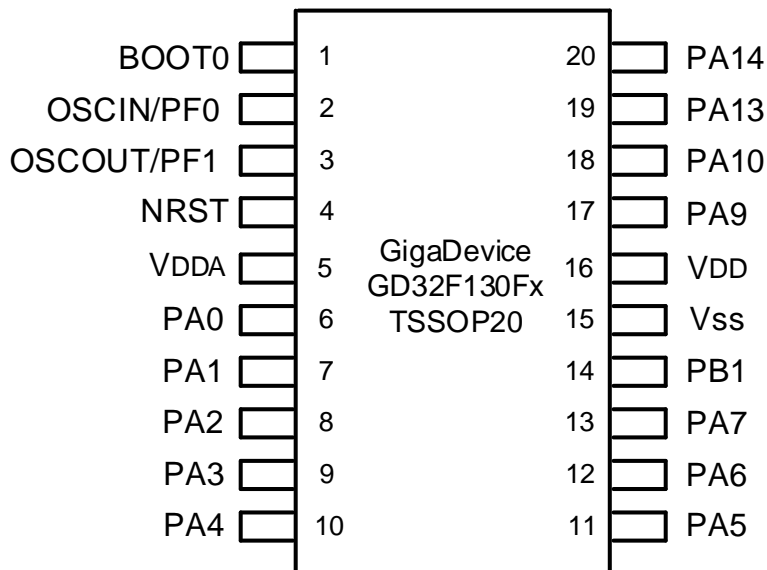 BOOT0 1 20 PA14
OSCIN/PF0 2 19 PA13
OSCOUT/PF1 3 18 PA10
NRST 4 17 PA9
VDDA 5 16 VDD
PA0 6 15 Vss
PA1 7 14 PB1
PA2 8 13 PA7
PA3 9 12 PA6
PA4 10 11 PA5
GigaDevice
GD32F130Fx
TSSOP20